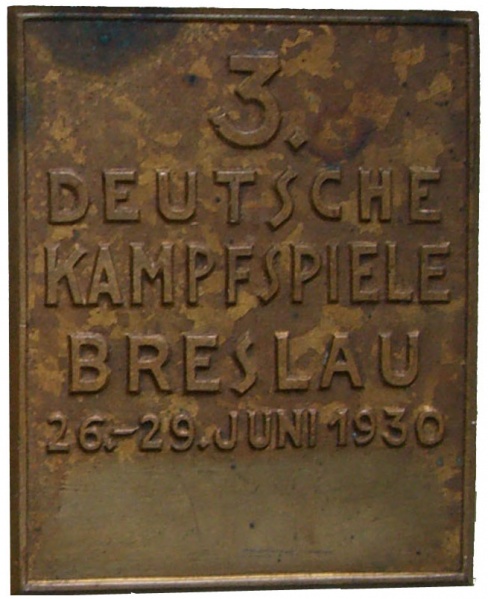 3.
DEUTSCHE
KAMPFSPIELE
BRESLAU
26.-29. JUNI 1930